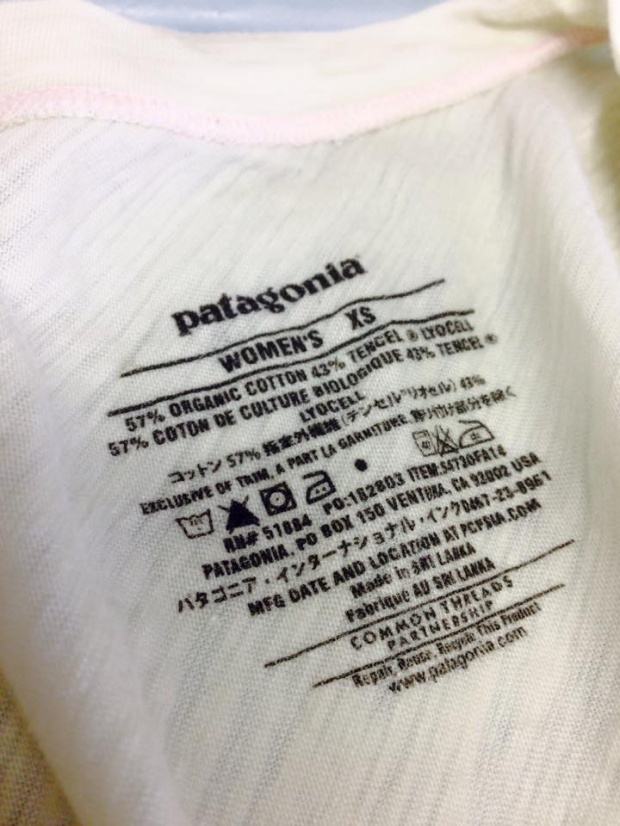 patagonia
WOMEN'S XS
57% ORGANIC COTTON 43% TENCEL® LYOCELL
57% COTON DE CULTURE BIOLOGIQUE 43% TENCEL®
LYOCELL
コットン 57% 指定外繊維(テンセル"リオセル) 43%
EXCLUSIVE OF TRIM, A PART LA GARNITURE, 飾り付け部分を除く
RN# 51884 PO:182803 ITEM:54730FA14
PATAGONIA, PO BOX 150 VENTURA, CA 93002 USA
パタゴニア・インターナショナル・インク0467-23-8961
MFG DATE AND LOCATION AT PCPSIA.COM
Made in SRI LANKA
Fabriqué AU SRI LANKA
COMMON THREADS
PARTNERSHIP
Repair, Reuse, Recycle This Product
www.patagonia.com